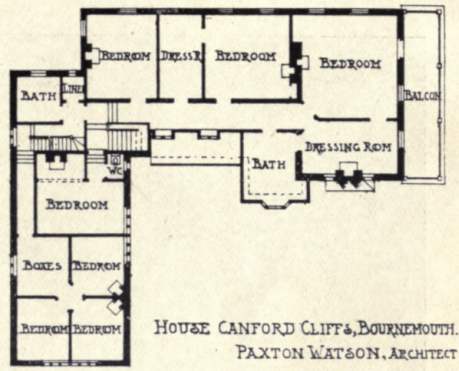 BEDROOM
DRESS R
BEDROOM
BEDROOM
BATH
LINEN
BALCON
DRESSING ROOM
BATH
WC
BEDROOM
BOXES
BEDROOM
BEDROOM
BEDROOM
HOUSE CANFORD CLIFFS, BOURNEMOUTH.
PAXTON WATSON, ARCHITECT